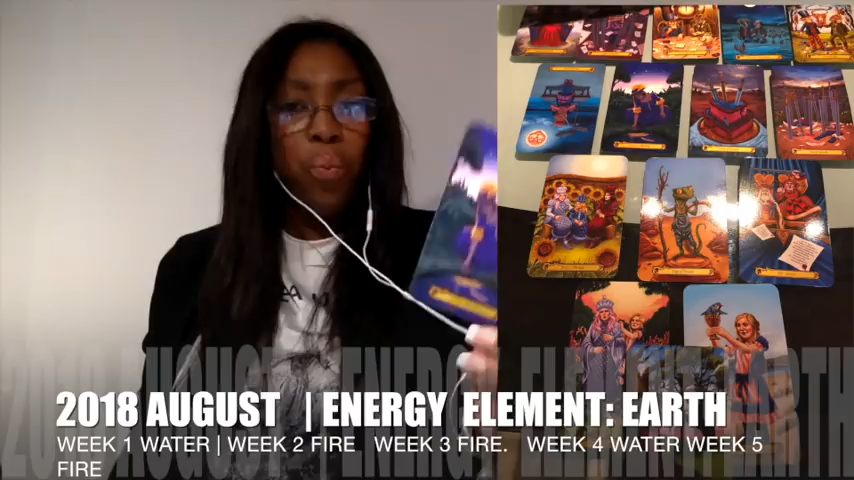 2018 AUGUST | ENERGY ELEMENT: EARTH
WEEK 1 WATER | WEEK 2 FIRE WEEK 3 FIRE. WEEK 4 WATER WEEK 5
FIRE